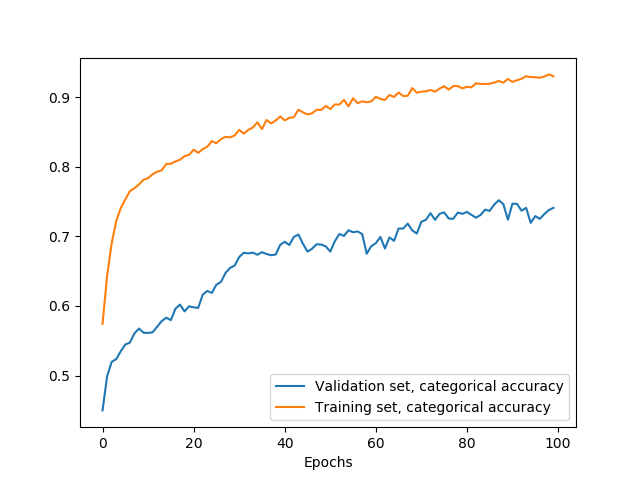 0.9
0.8
0.7
0.6
0.5
Validation set, categorical accuracy
Training set, categorical accuracy
0 20 40 60 80 100
Epochs